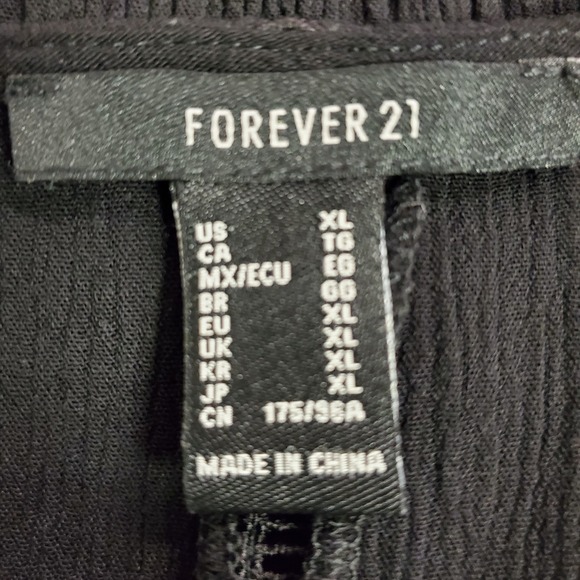 FOREVER 21
US XL
CA TG
MX/ECU EG
BR GG
EU XL
UK XL
KR XL
JP XL
CN 175/96A
MADE IN CHINA